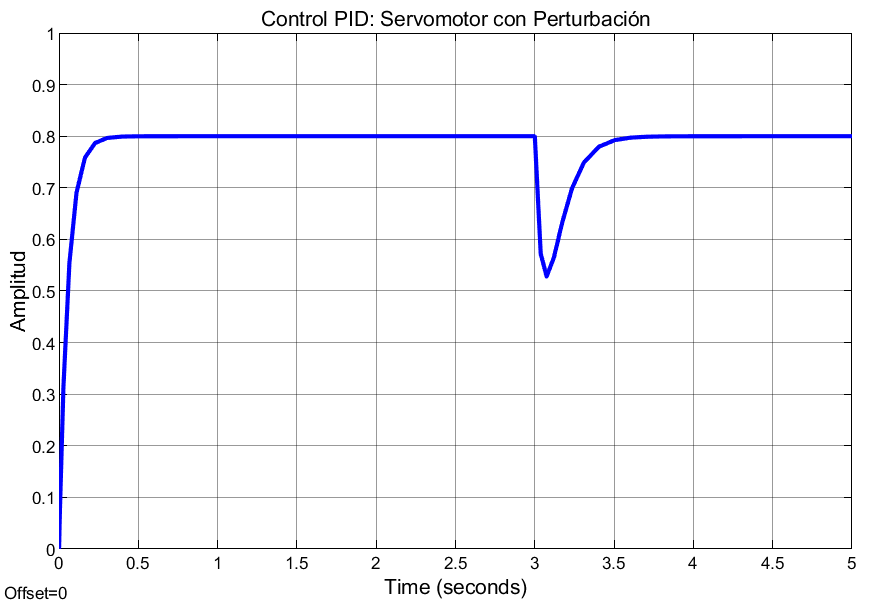 Control PID: Servomotor con Perturbación
1
0.9
0.8
0.7
0.6
0.5
0.4
0.3
0.2
0.1
0
Amplitud
0 0.5 1 1.5 2 2.5 3 3.5 4 4.5 5
Time (seconds)
Offset=0